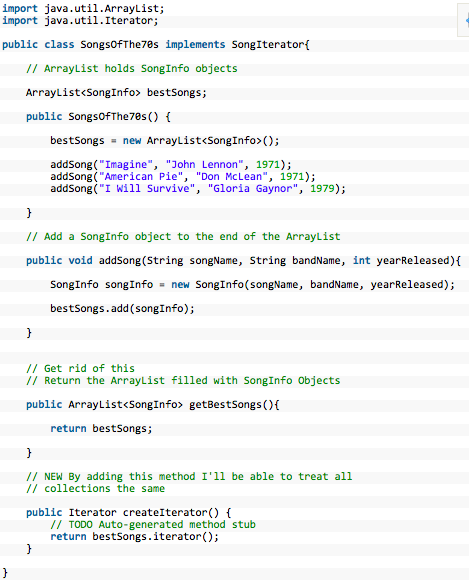 import java.util.ArrayList;
import java.util.Iterator;
public class SongsOfThe70s implements SongIterator{
// ArrayList holds SongInfo objects
ArrayList<SongInfo> bestSongs;
public SongsOfThe70s() {
bestSongs = new ArrayList<SongInfo>();
addSong("Imagine", "John Lennon", 1971);
addSong("American Pie", "Don McLean", 1971);
addSong("I Will Survive", "Gloria Gaynor", 1979);
}
// Add a SongInfo object to the end of the ArrayList
public void addSong(String songName, String bandName, int yearReleased){
SongInfo songInfo = new SongInfo(songName, bandName, yearReleased);
bestSongs.add(songInfo);
}
// Get rid of this
// Return the ArrayList filled with SongInfo Objects
public ArrayList<SongInfo> getBestSongs(){
return bestSongs;
}
// NEW By adding this method I'll be able to treat all
// collections the same
public Iterator createIterator() {
// TODO Auto-generated method stub
return bestSongs.iterator();
}
}